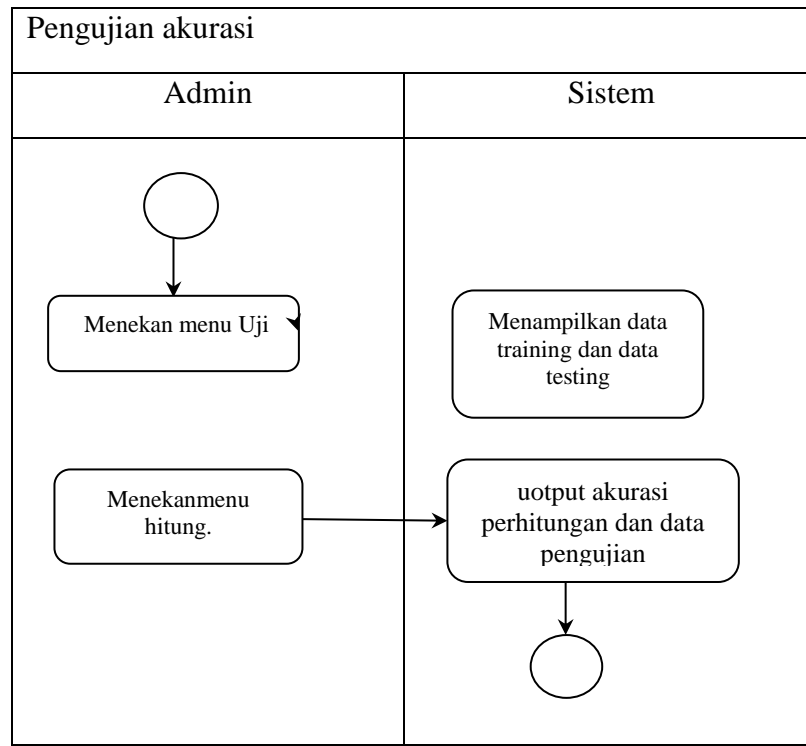 Pengujian akurasi
Admin
Sistem
Menekan menu Uji
Menampilkan data
training dan data
testing
Menekanmenu
hitung.
uotput akurasi
perhitungan dan data
pengujian